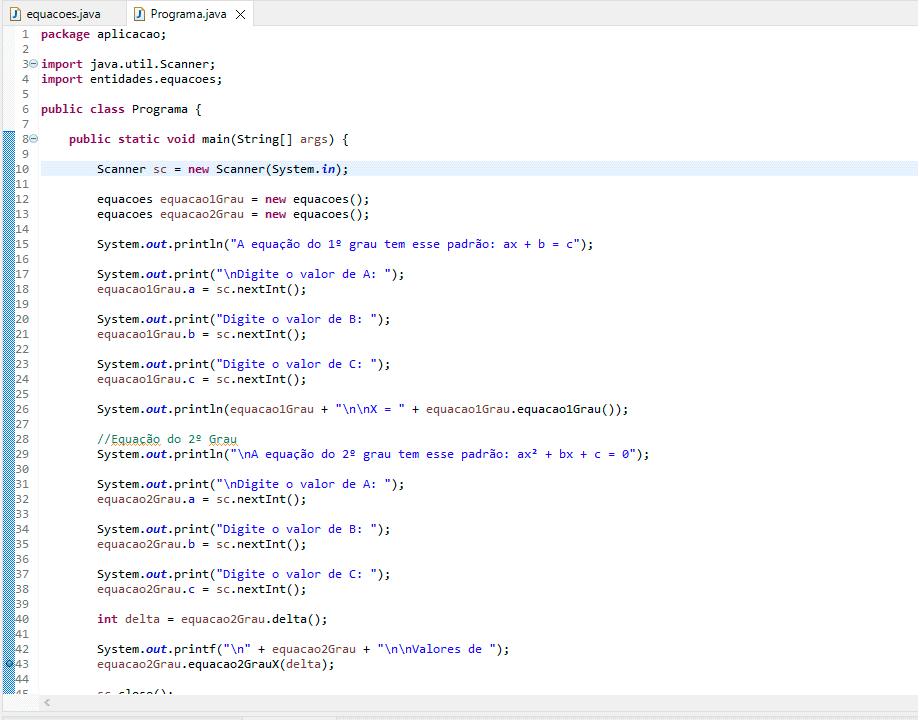 equacoes.java Programa.java
1 package aplicacao;
2
3 import java.util.Scanner;
4 import entidades.equacoes;
5
6 public class Programa {
7
8 public static void main(String[] args) {
9
10 Scanner sc = new Scanner(System.in);
11
12 equacoes equacao1Grau = new equacoes();
13 equacoes equacao2Grau = new equacoes();
14
15 System.out.println("A equação do 1º grau tem esse padrão: ax + b = c");
16
17 System.out.print("\nDigite o valor de A: ");
18 equacao1Grau.a = sc.nextInt();
19
20 System.out.print("Digite o valor de B: ");
21 equacao1Grau.b = sc.nextInt();
22
23 System.out.print("Digite o valor de C: ");
24 equacao1Grau.c = sc.nextInt();
25
26 System.out.println(equacao1Grau + "\n\nX = " + equacao1Grau.equacao1Grau());
27
28 //Equação do 2º Grau
29 System.out.println("\nA equação do 2º grau tem esse padrão: ax² + bx + c = 0");
30
31 System.out.print("\nDigite o valor de A: ");
32 equacao2Grau.a = sc.nextInt();
33
34 System.out.print("Digite o valor de B: ");
35 equacao2Grau.b = sc.nextInt();
36
37 System.out.print("Digite o valor de C: ");
38 equacao2Grau.c = sc.nextInt();
39
40 int delta = equacao2Grau.delta();
41
42 System.out.printf("\n" + equacao2Grau + "\n\nValores de ");
43 equacao2Grau.equacao2GrauX(delta);
44
45 sc.close();